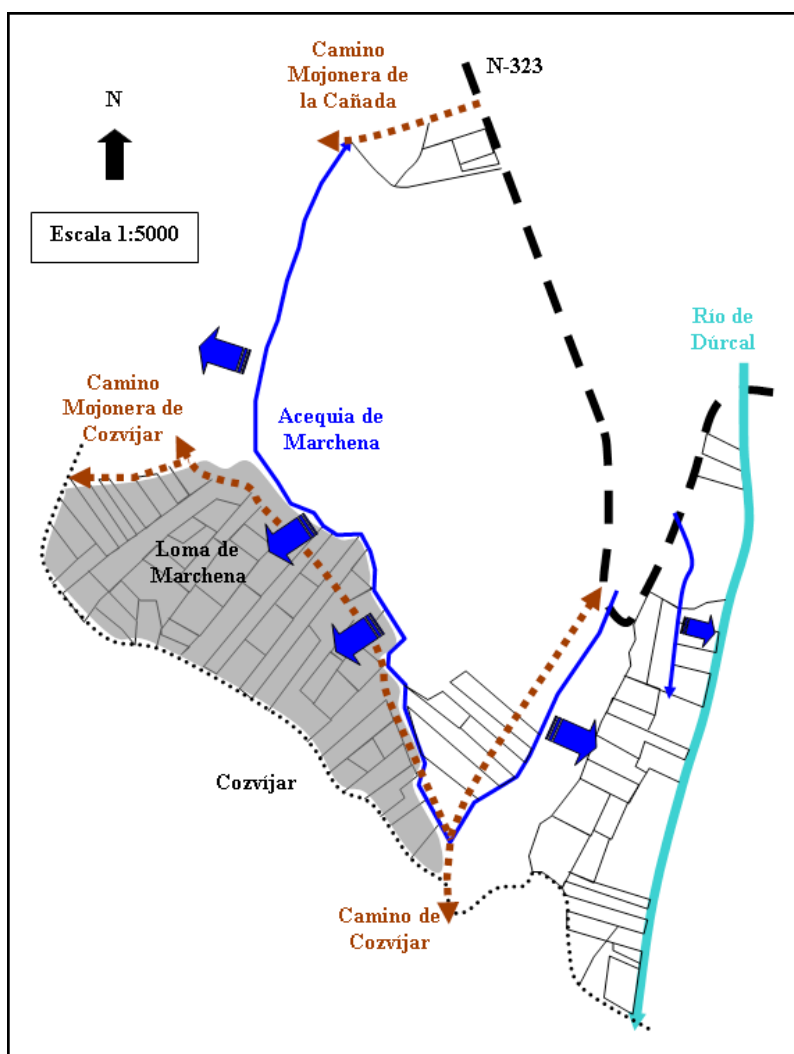 Camino
Mojonera de
la Cañada
N-323
N
Escala 1:5000
Río de
Dúrcal
Camino
Mojonera de
Cozvíjar
Acequia de
Marchena
Loma de
Marchena
Cozvíjar
Camino de
Cozvíjar